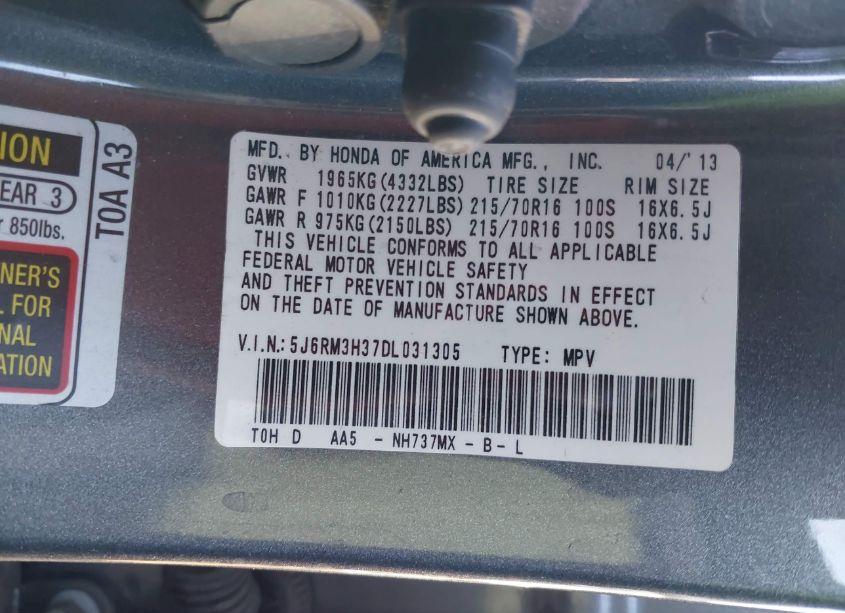 ION
EAR 3
850lbs.
NER'S
. FOR
NAL
ATION
TOA A3
MFD. BY HONDA OF AMERICA MFG., INC. 04/'13
GVWR 1965KG(4332LBS) TIRE SIZE RIM SIZE
GAWR F 1010KG(2227LBS) 215/70R16 100S 16X6.5J
GAWR R 975KG(2150LBS) 215/70R16 100S 16X6.5J
THIS VEHICLE CONFORMS TO ALL APPLICABLE
FEDERAL MOTOR VEHICLE SAFETY
AND THEFT PREVENTION STANDARDS IN EFFECT
ON THE DATE OF MANUFACTURE SHOWN ABOVE.
V.I.N.:5J6RM3H37DL031305 TYPE: MPV
T0H D AA5 - NH737MX - B - L